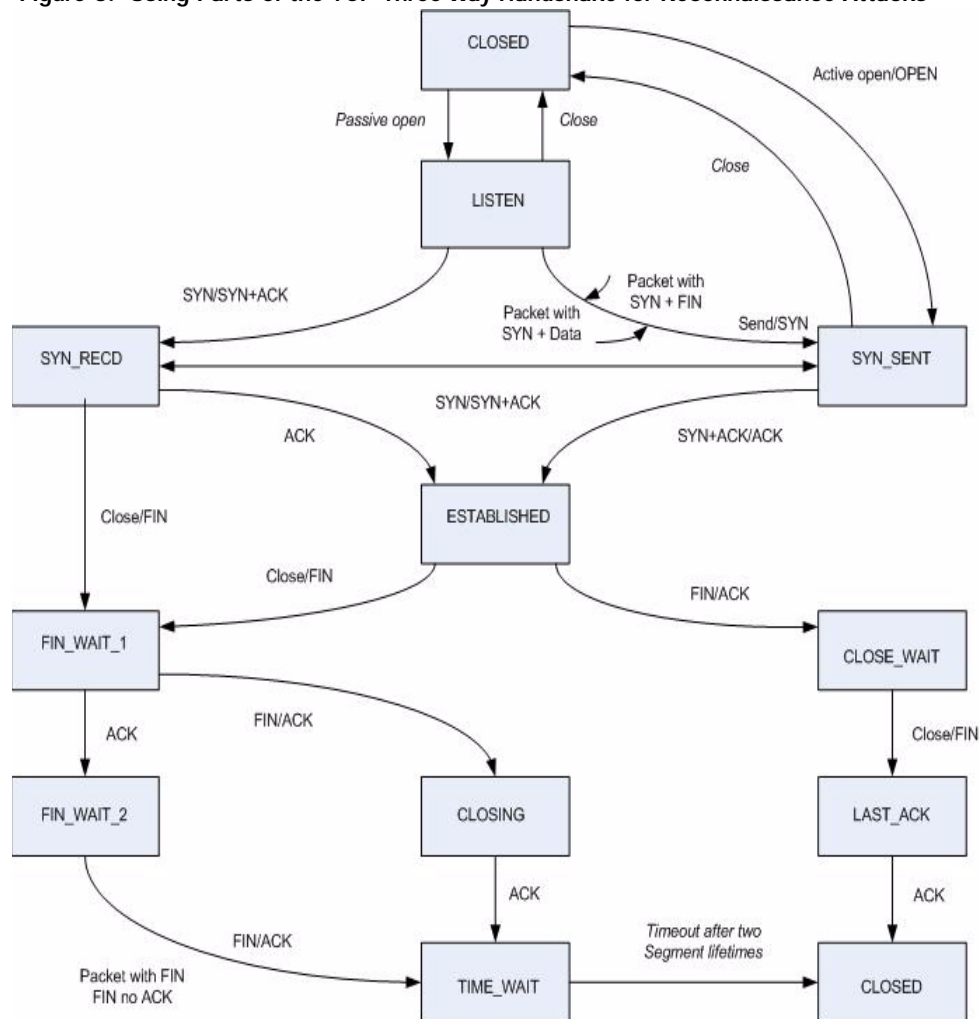 Figure 3: Using Parts of the TCP Three-Way Handshake for Reconnaissance Attacks
CLOSED
Active open/OPEN
Passive open
Close
Close
LISTEN
SYN/SYN+ACK
Packet with
SYN + FIN
Packet with
SYN + Data
Send/SYN
SYN_RECD
SYN_SENT
SYN/SYN+ACK
ACK
SYN+ACK/ACK
ESTABLISHED
Close/FIN
Close/FIN
FIN/ACK
FIN_WAIT_1
CLOSE_WAIT
FIN/ACK
ACK
Close/FIN
FIN_WAIT_2
CLOSING
LAST_ACK
ACK
ACK
FIN/ACK
Timeout after two
Segment lifetimes
Packet with FIN
FIN no ACK
TIME_WAIT
CLOSED